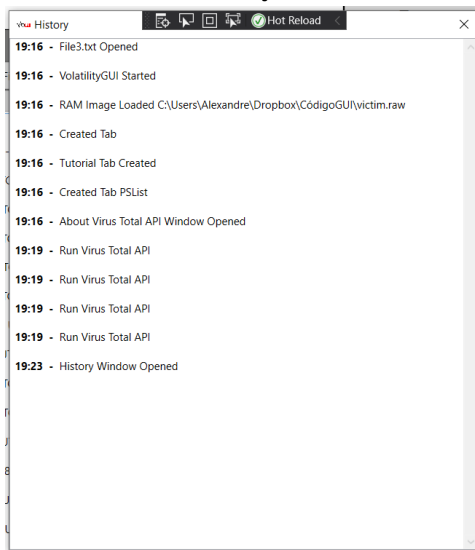 History
Hot Reload
19:16 - File3.txt Opened
19:16 - VolatilityGUI Started
19:16 - RAM Image Loaded C:\Users\Alexandre\Dropbox\CódigoGUI\victim.raw
19:16 - Created Tab
19:16 - Tutorial Tab Created
19:16 - Created Tab PSList
19:16 - About Virus Total API Window Opened
19:19 - Run Virus Total API
19:19 - Run Virus Total API
19:19 - Run Virus Total API
19:19 - Run Virus Total API
19:23 - History Window Opened